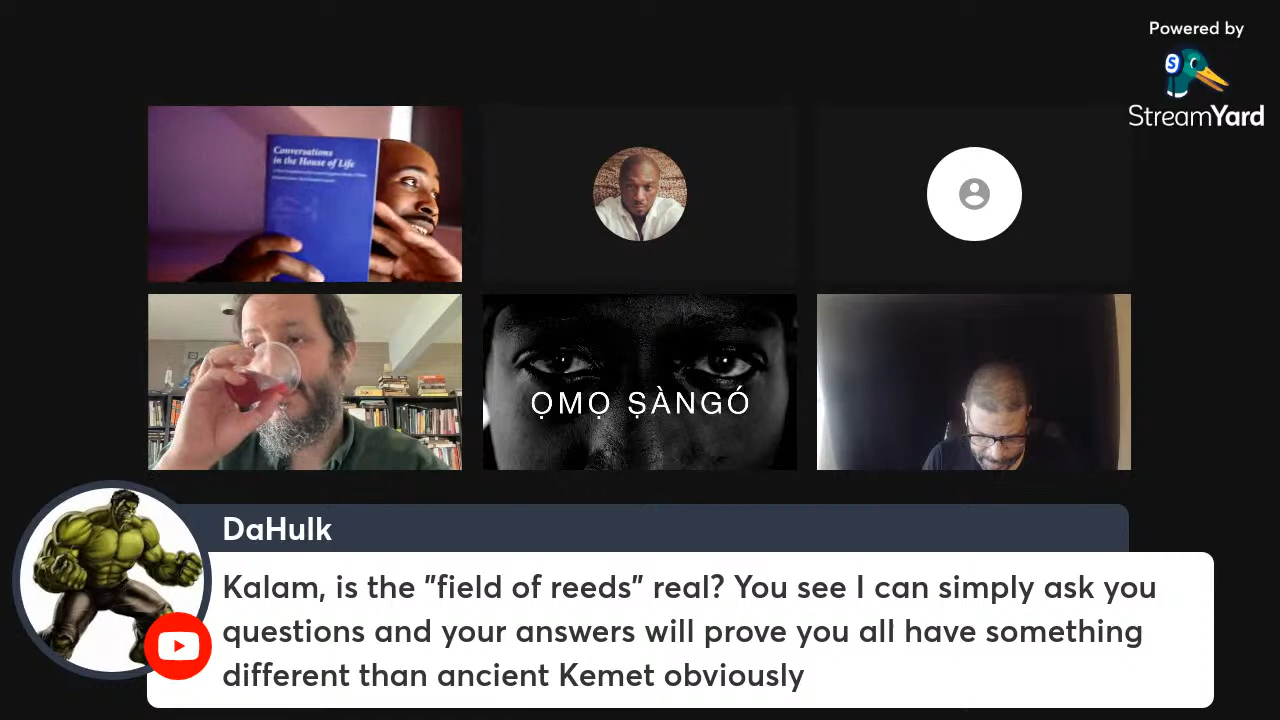 Powered by
S
StreamYard
Conversations
in the House of Life
ỌMỌ ṢÀNGÓ
DaHulk
Kalam, is the "field of reeds" real? You see I can simply ask you
questions and your answers will prove you all have something
different than ancient Kemet obviously